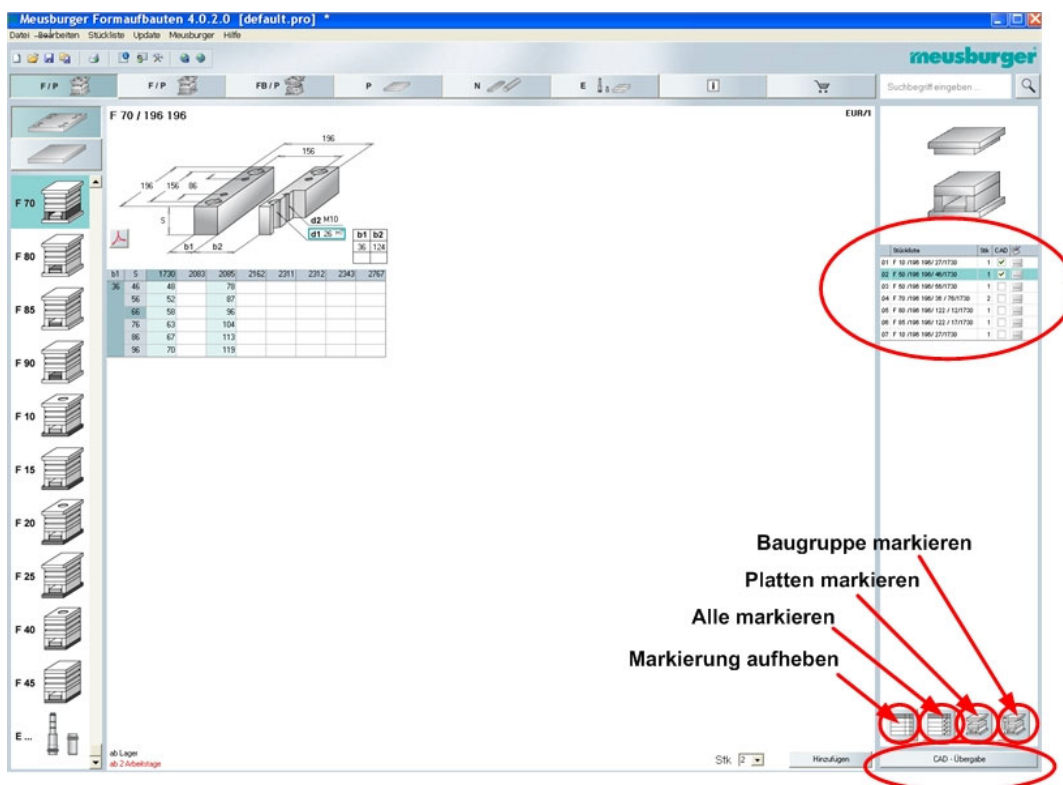 Meusburger Formaufbauten 4.0.2.0 [default.pro] *
Datei Bearbeiten Stückliste Update Meusburger Hilfe
meusburger
F/P F/P FB/P P N E i
Suchbegriff eingeben ...
F 70 / 196 196
EUR/1
196
156
196 156 86
S
b1 b2
d2 M10
d1 26
b1 b2
36 124
b1 S 1730 2083 2085 2162 2311 2312 2343 2767
36 46 48 78
56 52 87
66 58 96
76 63 104
86 67 113
96 70 119
F 70
F 80
F 85
F 90
F 10
F 15
F 20
F 25
F 40
F 45
E ...
Stückliste Stk CAD
01 F 10 /196 196/ 27/1730 1
02 F 50 /196 196/ 46/1730 1
03 F 50 /196 196/ 66/1730 1
04 F 70 /196 196/ 36 / 76/1730 2
05 F 80 /196 196/ 122 / 12/1730 1
06 F 85 /196 196/ 122 / 17/1730 1
07 F 10 /196 196/ 27/1730 1
Baugruppe markieren
Platten markieren
Alle markieren
Markierung aufheben
ab Lager
ab 2 Arbeitstage
Stk 2
Hinzufügen
CAD - Übergabe